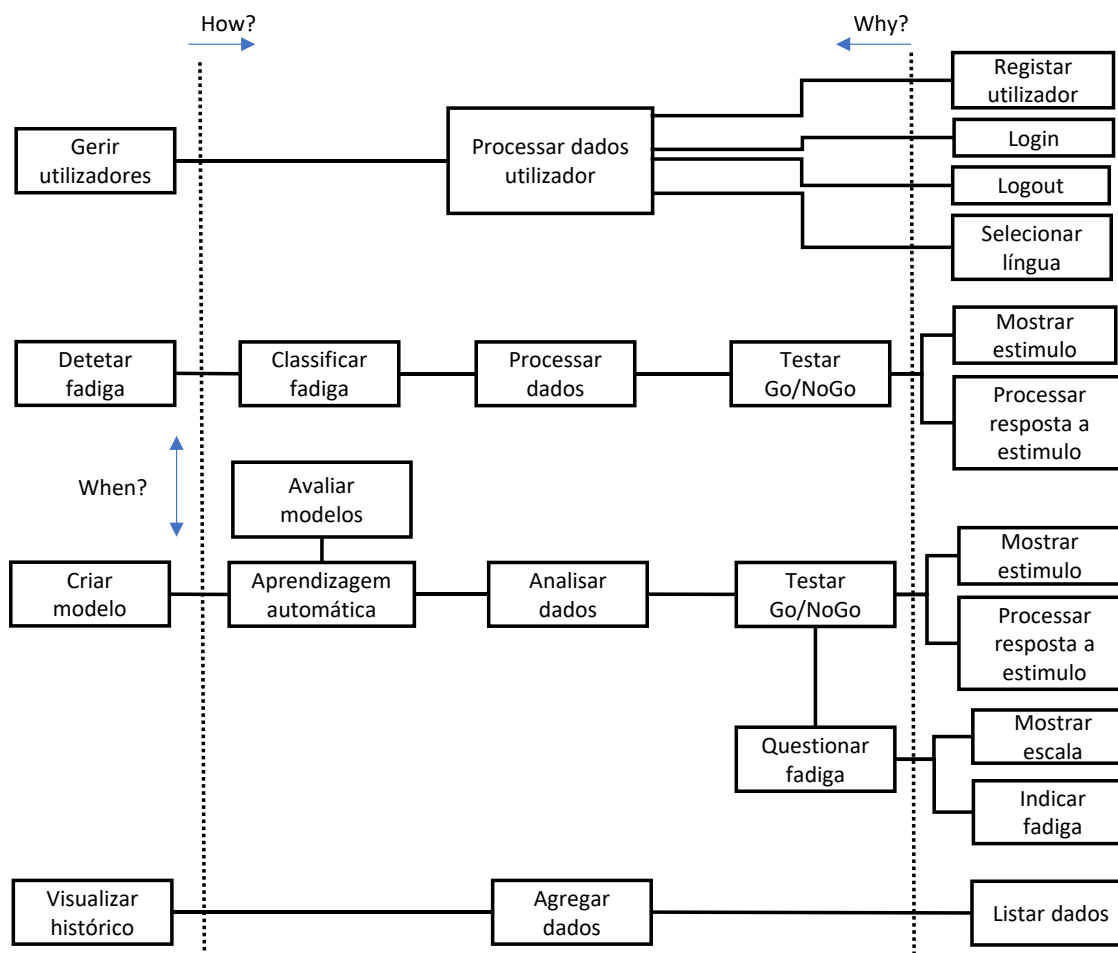 How?
Why?
Registar
utilizador
Gerir
utilizadores
Processar dados
utilizador
Login
Logout
Selecionar
língua
Detetar
fadiga
Classificar
fadiga
Processar
dados
Testar
Go/NoGo
Mostrar
estimulo
Processar
resposta a
estimulo
When?
Avaliar
modelos
Criar
modelo
Aprendizagem
automática
Analisar
dados
Testar
Go/NoGo
Mostrar
estimulo
Processar
resposta a
estimulo
Questionar
fadiga
Mostrar
escala
Indicar
fadiga
Visualizar
histórico
Agregar
dados
Listar dados